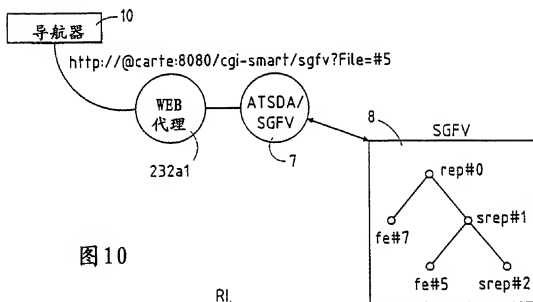 10
导航器
http://@carte:8080/cgi-smart/sgfv?File=#5
WEB
代理
ATSDA/
SGFV
232a1
7
8
SGFV
rep#0
fe#7
srep#1
fe#5
srep#2
图10
RI.